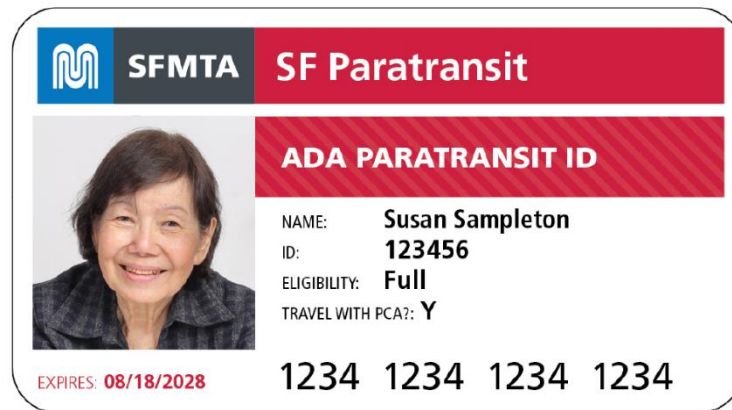 SFMTA SF Paratransit
ADA PARATRANSIT ID
NAME: Susan Sampleton
ID: 123456
ELIGIBILITY: Full
TRAVEL WITH PCA?: Y
EXPIRES: 08/18/2028
1234 1234 1234 1234